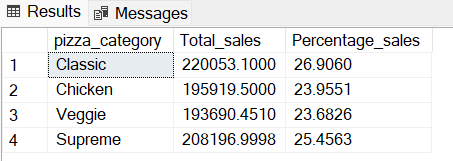 Results Messages
pizza_category Total_sales Percentage_sales
1 Classic 220053.1000 26.9060
2 Chicken 195919.5000 23.9551
3 Veggie 193690.4510 23.6826
4 Supreme 208196.9998 25.4563